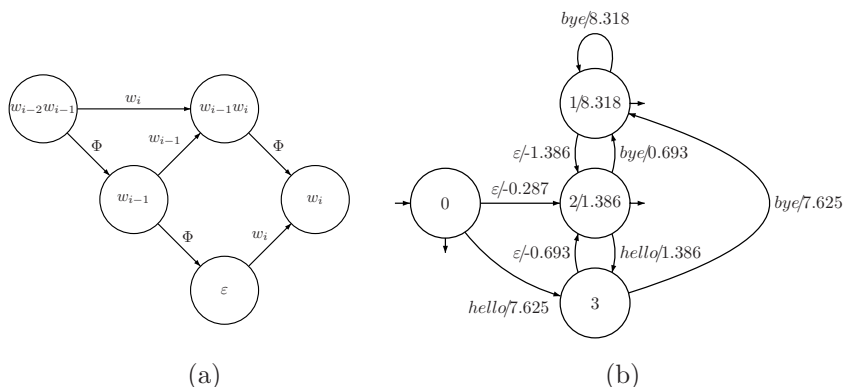 w_{i−2}w_{i−1}
w_i
w_{i−1}w_i
Φ
w_{i−1}
Φ
w_{i−1}
w_i
Φ
w_i
ε
(a)
bye/8.318
1/8.318
ε/-1.386
bye/0.693
0
ε/-0.287
2/1.386
bye/7.625
ε/-0.693
hello/1.386
hello/7.625
3
(b)